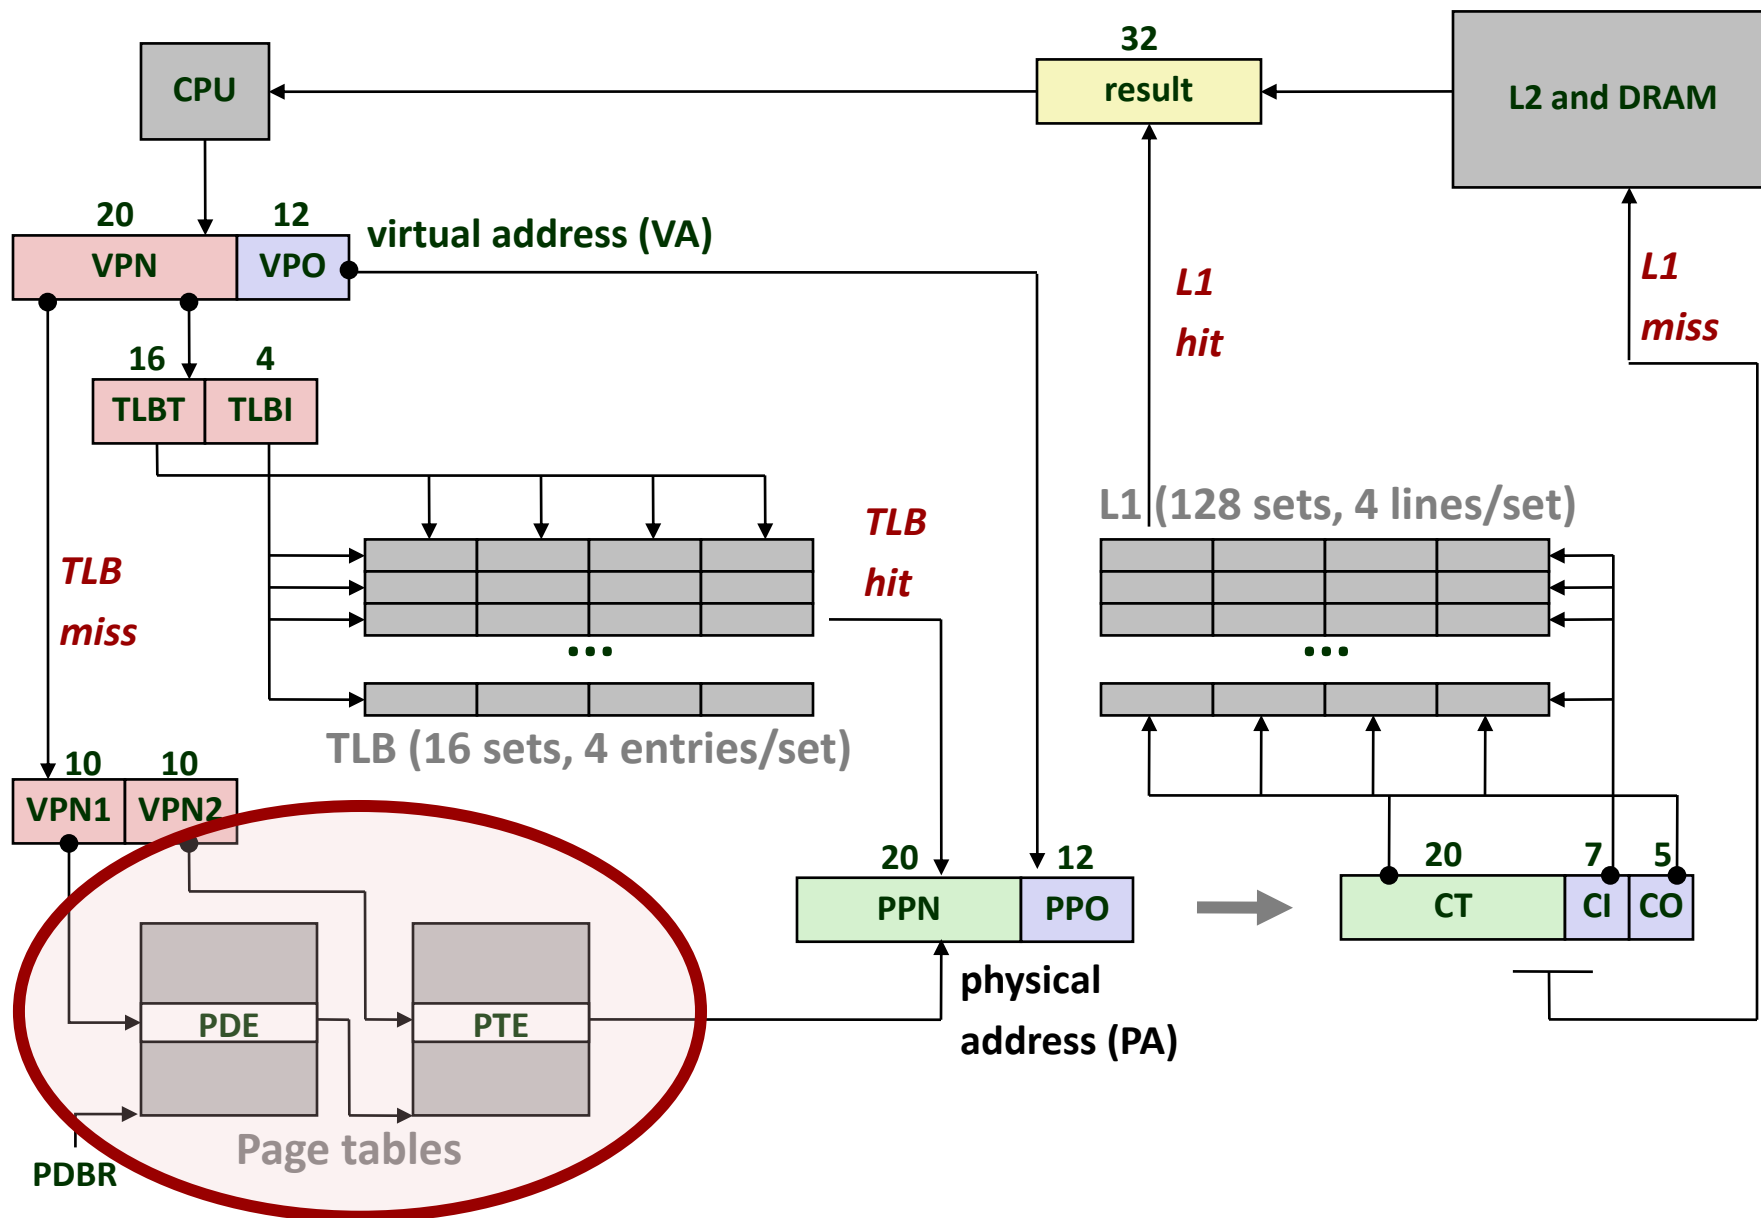 32
CPU
result
L2 and DRAM
20 12
virtual address (VA)
VPN VPO
L1
hit
L1
miss
16 4
TLBT TLBI
TLB
hit
L1 (128 sets, 4 lines/set)
TLB
miss
...
...
TLB (16 sets, 4 entries/set)
10 10
VPN1 VPN2
20 12
PPN PPO
20 7 5
CT CI CO
physical
address (PA)
PDE PTE
Page tables
PDBR